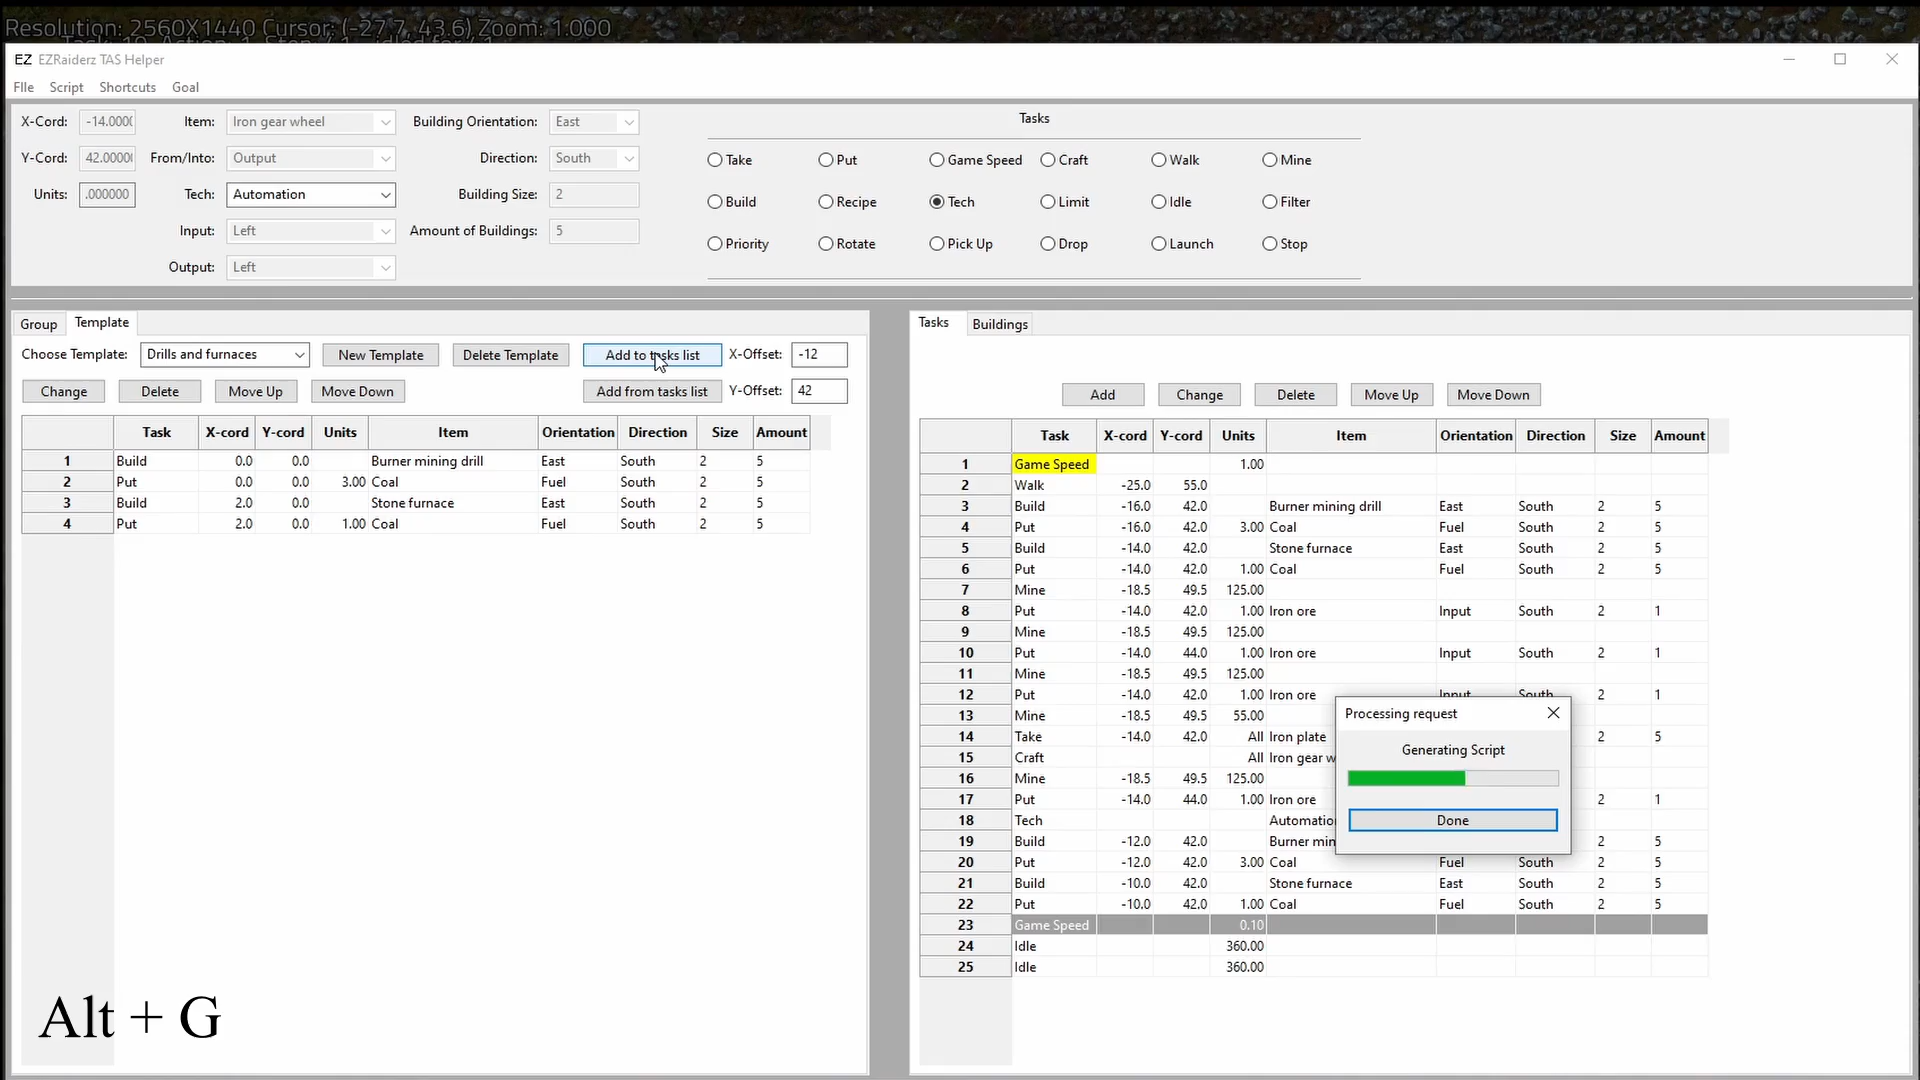 Resolution: 2560X1440 Cursor: (-27.7, 43.6) Zoom: 1.000
EZ EZRaiderz TAS Helper
FIle Script Shortcuts Goal
X-Cord: -14.000( Item: Iron gear wheel Building Orientation: East
Tasks
Y-Cord: 42.0000( From/Into: Output Direction: South
Take Put Game Speed Craft Walk Mine
Units: .000000 Tech: Automation Building Size: 2
Build Recipe Tech Limit Idle Filter
Input: Left Amount of Buildings: 5
Priority Rotate Pick Up Drop Launch Stop
Output: Left
Group Template
Choose Template: Drills and furnaces New Template Delete Template Add to tasks list X-Offset: -12
Change Delete Move Up Move Down Add from tasks list Y-Offset: 42
Task X-cord Y-cord Units Item Orientation Direction Size Amount
1 Build 0.0 0.0 Burner mining drill East South 2 5
2 Put 0.0 0.0 3.00 Coal Fuel South 2 5
3 Build 2.0 0.0 Stone furnace East South 2 5
4 Put 2.0 0.0 1.00 Coal Fuel South 2 5
Tasks Buildings
Add Change Delete Move Up Move Down
Task X-cord Y-cord Units Item Orientation Direction Size Amount
1 Game Speed 1.00
2 Walk -25.0 55.0
3 Build -16.0 42.0 Burner mining drill East South 2 5
4 Put -16.0 42.0 3.00 Coal Fuel South 2 5
5 Build -14.0 42.0 Stone furnace East South 2 5
6 Put -14.0 42.0 1.00 Coal Fuel South 2 5
7 Mine -18.5 49.5 125.00
8 Put -14.0 42.0 1.00 Iron ore Input South 2 1
9 Mine -18.5 49.5 125.00
10 Put -14.0 44.0 1.00 Iron ore Input South 2 1
11 Mine -18.5 49.5 125.00
12 Put -14.0 42.0 1.00 Iron ore Input South 2 1
13 Mine -18.5 49.5 55.00
14 Take -14.0 42.0 All Iron plate 2 5
15 Craft All Iron gear w
16 Mine -18.5 49.5 125.00
17 Put -14.0 44.0 1.00 Iron ore 2 1
18 Tech Automatio
19 Build -12.0 42.0 Burner min 2 5
20 Put -12.0 42.0 3.00 Coal Fuel South 2 5
21 Build -10.0 42.0 Stone furnace East South 2 5
22 Put -10.0 42.0 1.00 Coal Fuel South 2 5
23 Game Speed 0.10
24 Idle 360.00
25 Idle 360.00
Processing request
Generating Script
Done
Alt + G